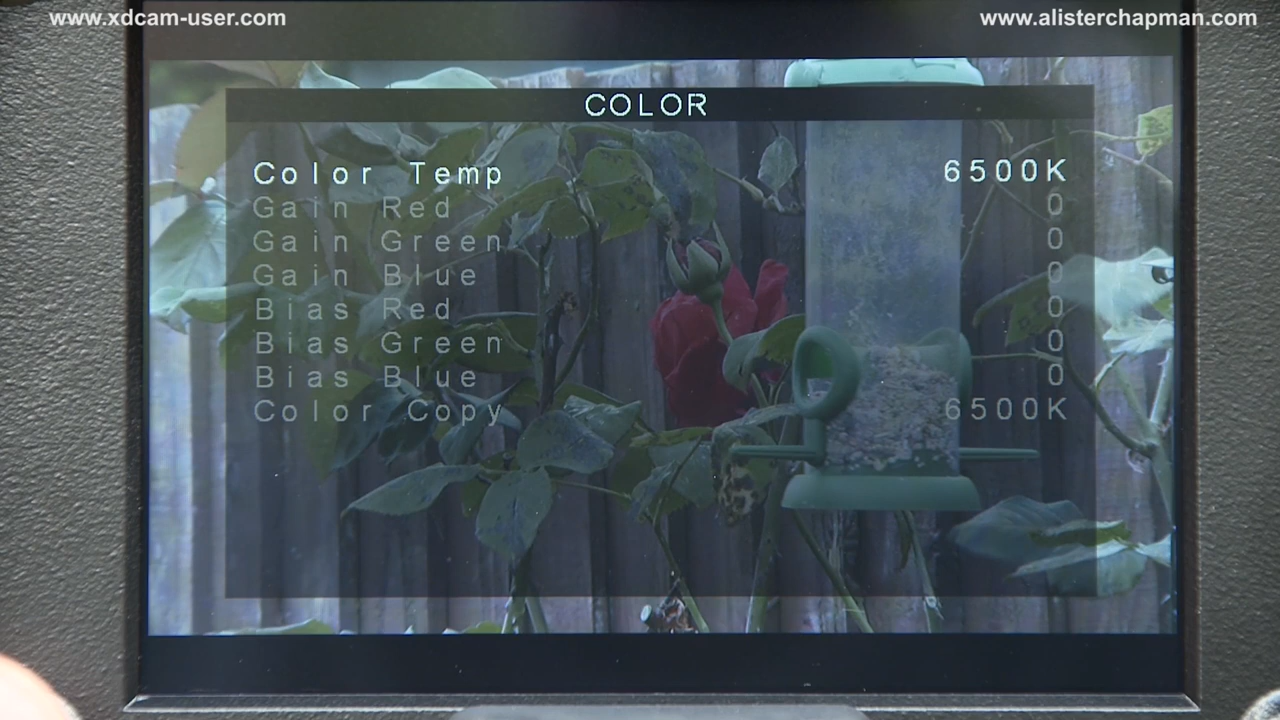 www.xdcam-user.com www.alisterchapman.com
COLOR
Color Temp 6500K
Gain Red 0
Gain Green 0
Gain Blue 0
Bias Red 0
Bias Green 0
Bias Blue 0
Color Copy 6500K